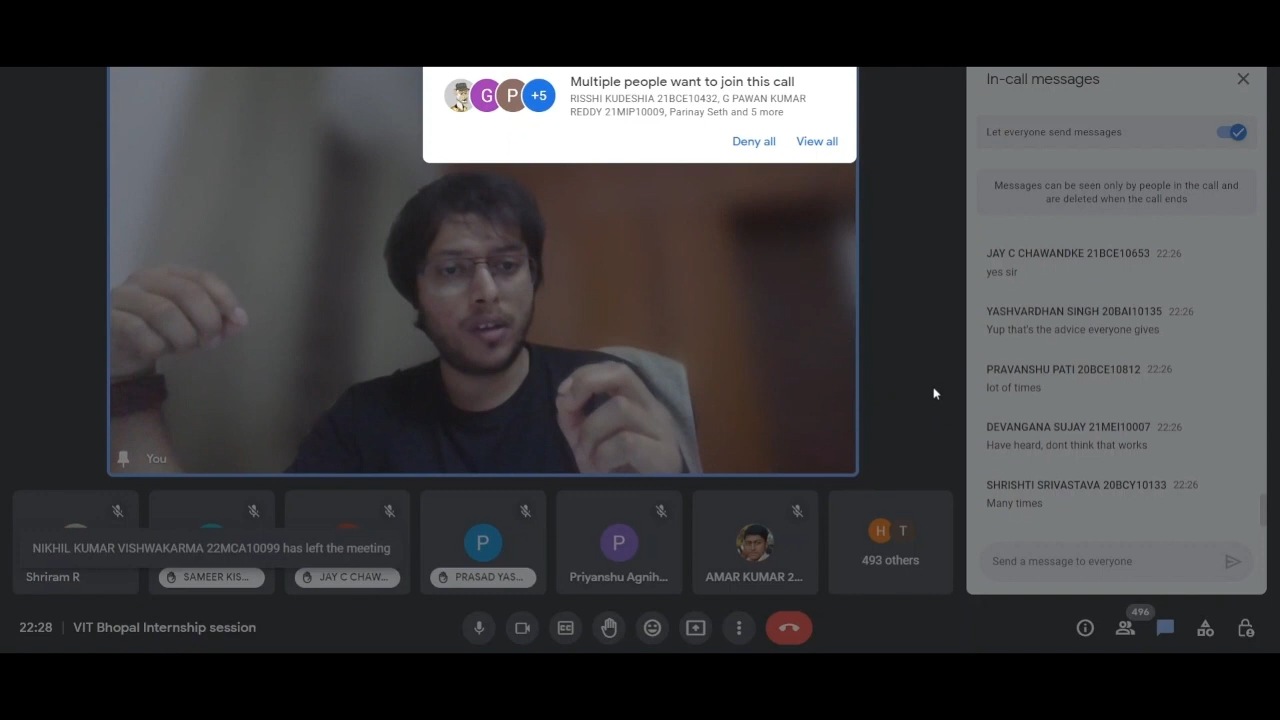 G
P
+5
Multiple people want to join this call
RISSHI KUDESHIA 21BCE10432, G PAWAN KUMAR
REDDY 21MIP10009, Parinay Seth and 5 more
Deny all
View all
You
In-call messages
Let everyone send messages
Messages can be seen only by people in the call and
are deleted when the call ends
JAY C CHAWANDKE 21BCE10653 22:26
yes sir
YASHVARDHAN SINGH 20BAI10135 22:26
Yup that's the advice everyone gives
PRAVANSHU PATI 20BCE10812 22:26
lot of times
DEVANGANA SUJAY 21MEI10007 22:26
Have heard, dont think that works
SHRISHTI SRIVASTAVA 20BCY10133 22:26
Many times
Send a message to everyone
NIKHIL KUMAR VISHWAKARMA 22MCA10099 has left the meeting
Shriram R
SAMEER KIS...
JAY C CHAW...
P
PRASAD YAS...
P
Priyanshu Agnih...
AMAR KUMAR 2...
H
T
493 others
22:28 | VIT Bhopal Internship session
CC
496